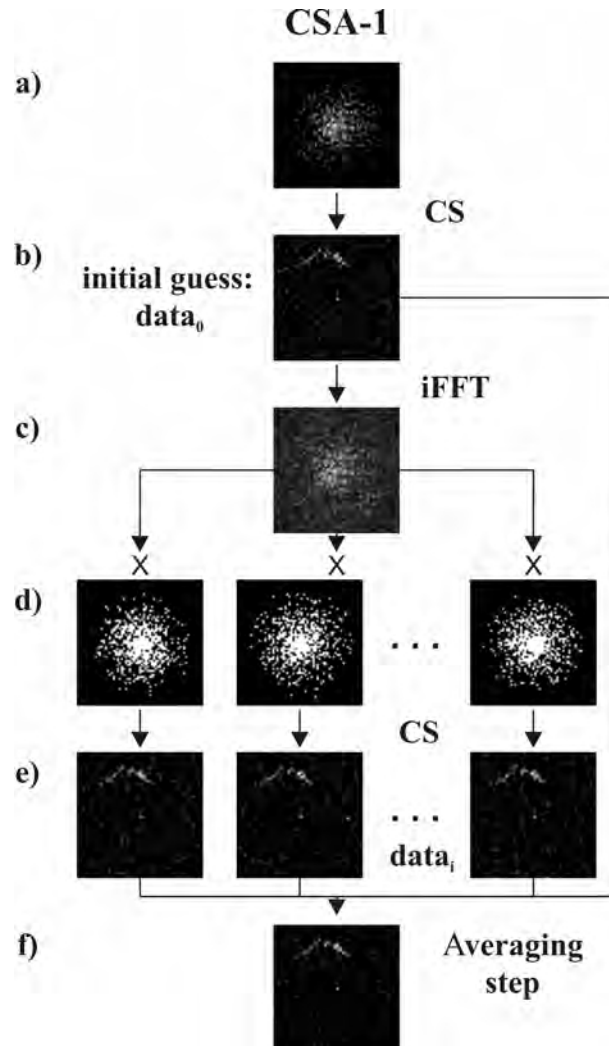 CSA-1
a)
CS
b)
initial guess:
data₀
iFFT
c)
X X X
d)
. . .
CS
e)
. . .
dataᵢ
f)
Averaging
step